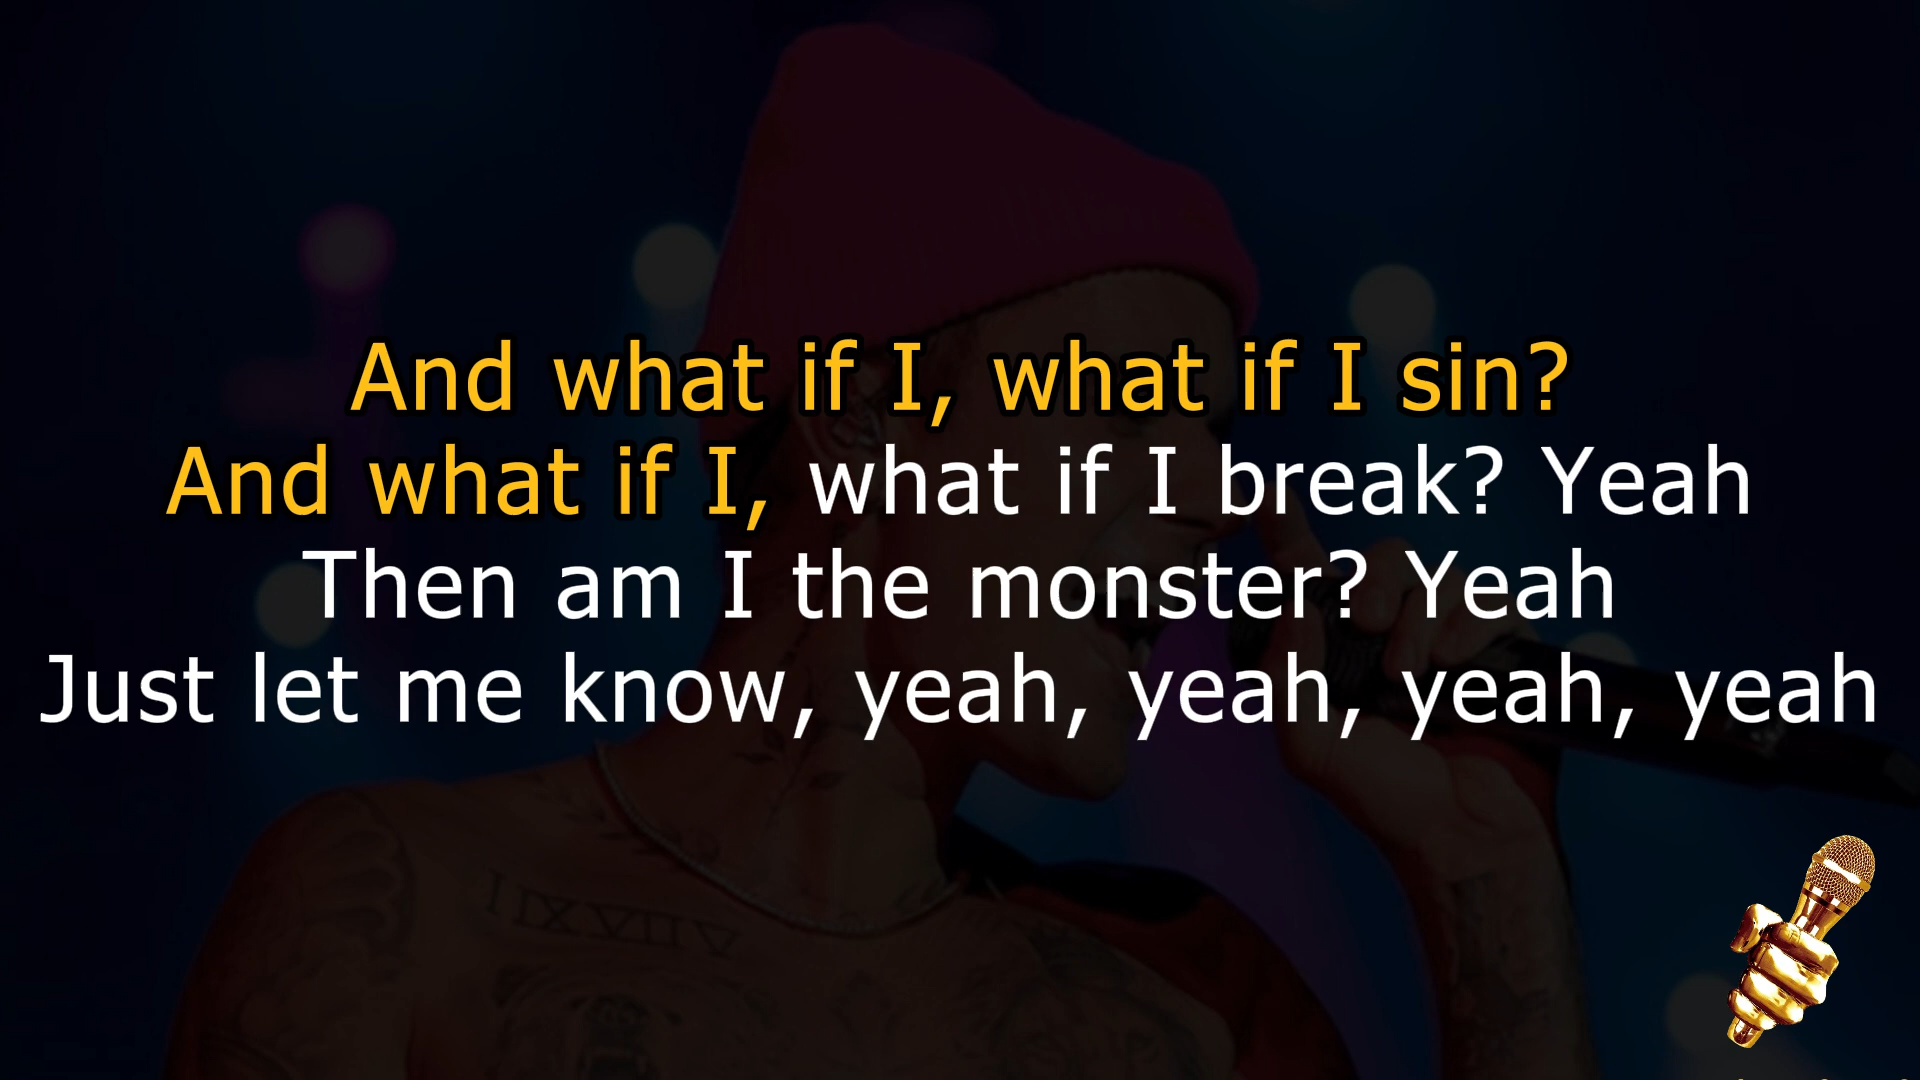 And what if I, what if I sin?
And what if I, what if I break? Yeah
Then am I the monster? Yeah
Just let me know, yeah, yeah, yeah, yeah